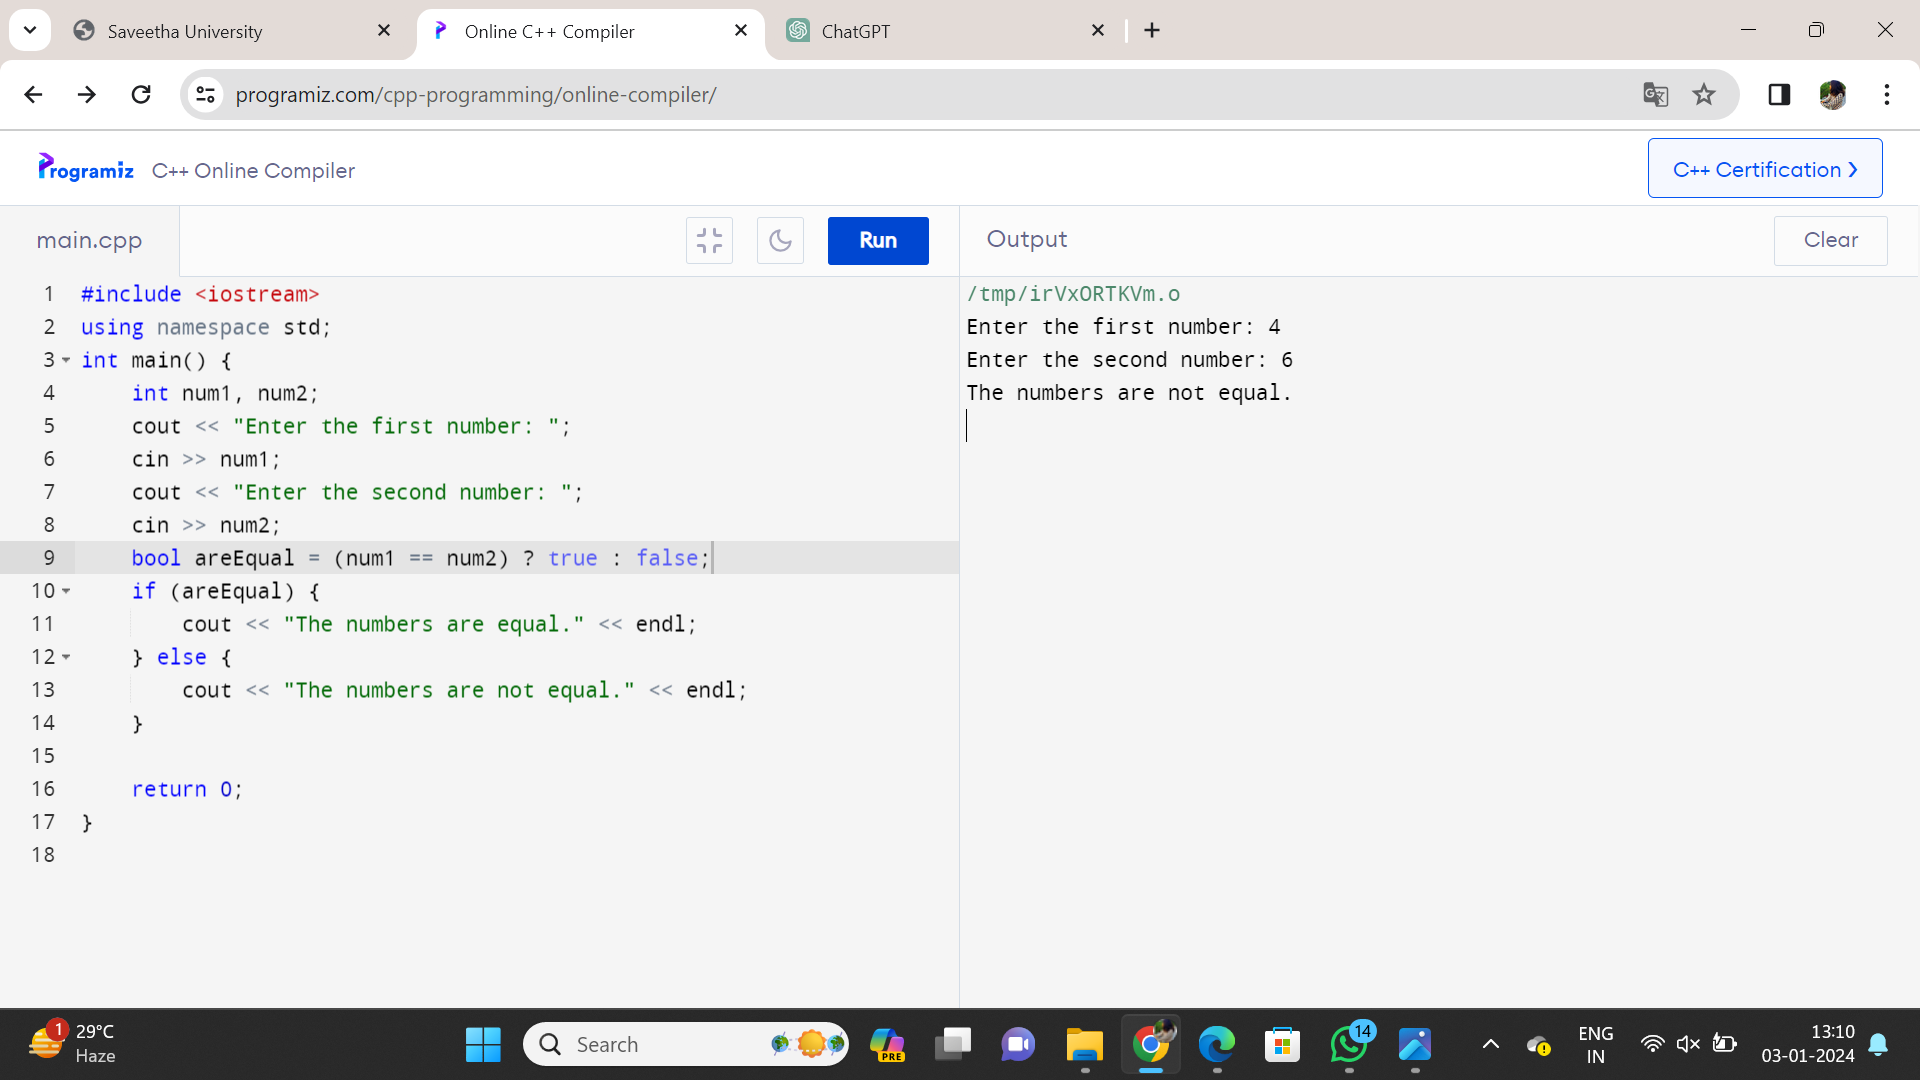 Saveetha University
Online C++ Compiler
ChatGPT
programiz.com/cpp-programming/online-compiler/
Programiz C++ Online Compiler
C++ Certification
main.cpp
Run
Output
Clear
1 #include <iostream>
2 using namespace std;
3 int main() {
4 int num1, num2;
5 cout << "Enter the first number: ";
6 cin >> num1;
7 cout << "Enter the second number: ";
8 cin >> num2;
9 bool areEqual = (num1 == num2) ? true : false;
10 if (areEqual) {
11 cout << "The numbers are equal." << endl;
12 } else {
13 cout << "The numbers are not equal." << endl;
14 }
15
16 return 0;
17 }
18
/tmp/irVxORTKVm.o
Enter the first number: 4
Enter the second number: 6
The numbers are not equal.
1
29°C
Haze
Search
PRE
14
ENG
IN
13:10
03-01-2024